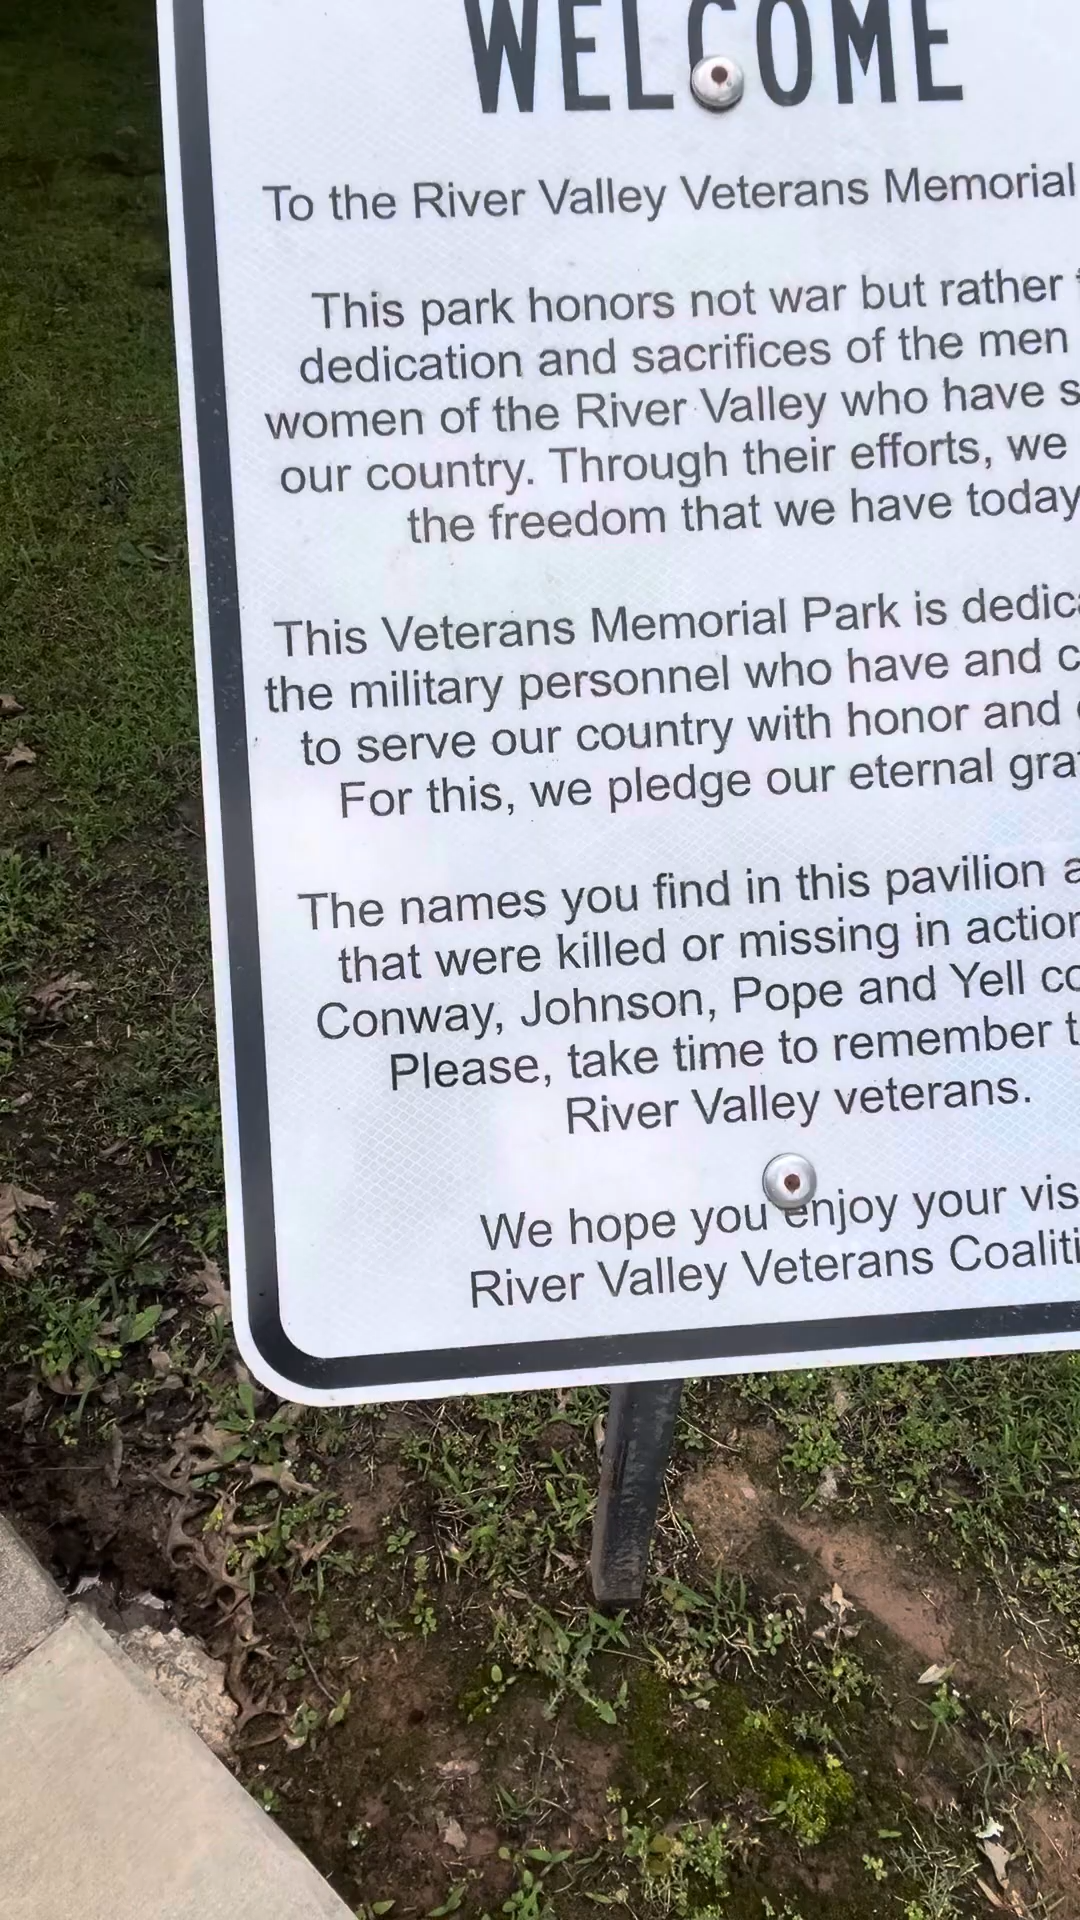 WELCOME
To the River Valley Veterans Memorial
This park honors not war but rather
dedication and sacrifices of the men
women of the River Valley who have
our country. Through their efforts, we
the freedom that we have today
This Veterans Memorial Park is
the military personnel who have and
to serve our country with honor and
For this, we pledge our eternal
The names you find in this pavilion
that were killed or missing in action
Conway, Johnson, Pope and Yell
Please, take time to remember
River Valley veterans.
We hope you enjoy your
River Valley Veterans